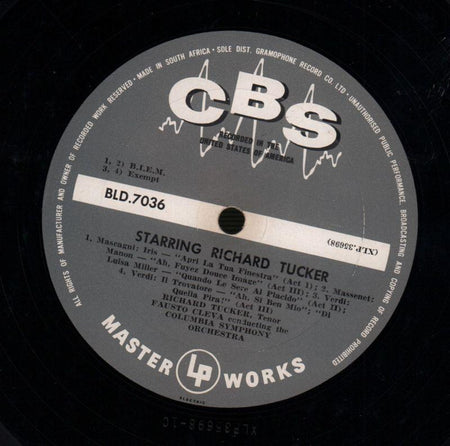 ALL RIGHTS OF MANUFACTURER AND OWNER OF RECORDED WORK RESERVED • MADE IN SOUTH AFRICA • SOLE DIST. GRAMOPHONE RECORD CO. LTD • UNAUTHORISED PUBLIC PERFORMANCE, BROADCASTING AND COPYING OF RECORD PROHIBITED
CBS
RECORDED IN THE
UNITED STATES OF AMERICA
1, 2) B.I.E.M.
3, 4) Exempt
BLD.7036
(XLP.35698)
STARRING RICHARD TUCKER
1. Mascagni: Iris — "Apri La Tua Finestra" (Act 1); 2. Massenet:
Manon — "Ah, Fuyez Douce Image" (Act III); 3. Verdi:
Luisa Miller — "Quando Le Sere Al Placido" (Act II);
4. Verdi: Il Trovatore — "Ah, Si Ben Mio"; "Di
Quella Pira" (Act III)
RICHARD TUCKER, Tenor
FAUSTO CLEVA conducting the
COLUMBIA SYMPHONY
ORCHESTRA
MASTER LP WORKS
ELECTRIC
XLP35698-1C